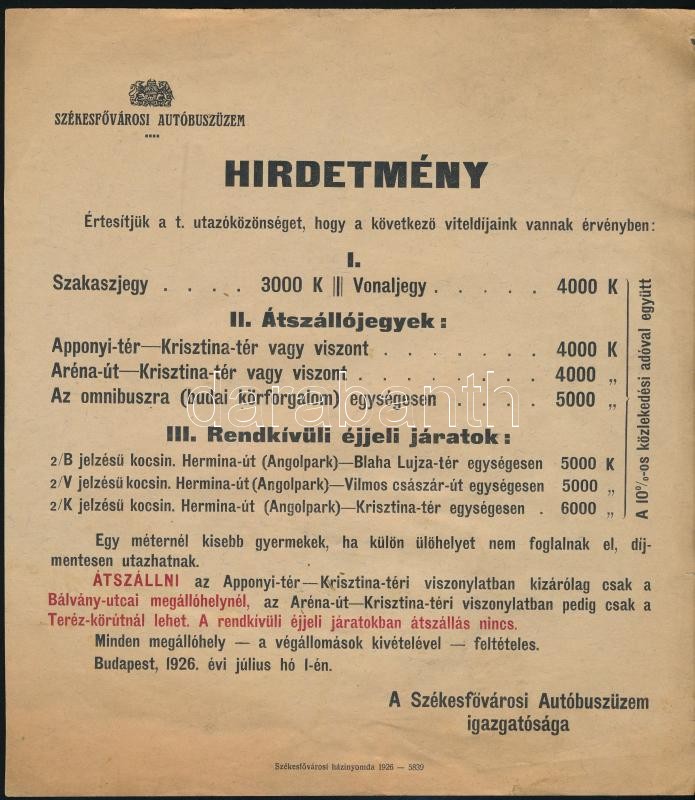 SZÉKESFŐVÁROSI AUTÓBUSZÜZEM
HIRDETMÉNY
Értesítjük a t. utazóközönséget, hogy a következő viteldíjaink vannak érvényben:
I.
Szakaszjegy . . . . 3000 K ||| Vonaljegy . . . . . 4000 K
II. Átszállójegyek:
Apponyi-tér—Krisztina-tér vagy viszont . . . . . . . 4000 K
Aréna-út—Krisztina-tér vagy viszont . . . . . . . 4000 „
Az omnibuszra (budai körforgalom) egységesen . . . . 5000 „
III. Rendkívüli éjjeli járatok:
2/B jelzésű kocsin. Hermina-út (Angolpark)—Blaha Lujza-tér egységesen 5000 K
2/V jelzésű kocsin. Hermina-út (Angolpark)—Vilmos császár-út egységesen 5000 „
2/K jelzésű kocsin. Hermina-út (Angolpark)—Krisztina-tér egységesen . 6000 „
A 10%-os közlekedési adóval együtt
Egy méternél kisebb gyermekek, ha külön ülőhelyet nem foglalnak el, díj-
mentesen utazhatnak.
ÁTSZÁLLNI az Apponyi-tér—Krisztina-téri viszonylatban kizárólag csak a
Bálvány-utcai megállóhelynél, az Aréna-út—Krisztina-téri viszonylatban pedig csak a
Teréz-körútnál lehet. A rendkívüli éjjeli járatokban átszállás nincs.
Minden megállóhely — a végállomások kivételével — feltételes.
Budapest, 1926. évi július hó 1-én.
A Székesfővárosi Autóbuszüzem
igazgatósága
Székesfővárosi házinyomda 1926 — 5839
darabanth